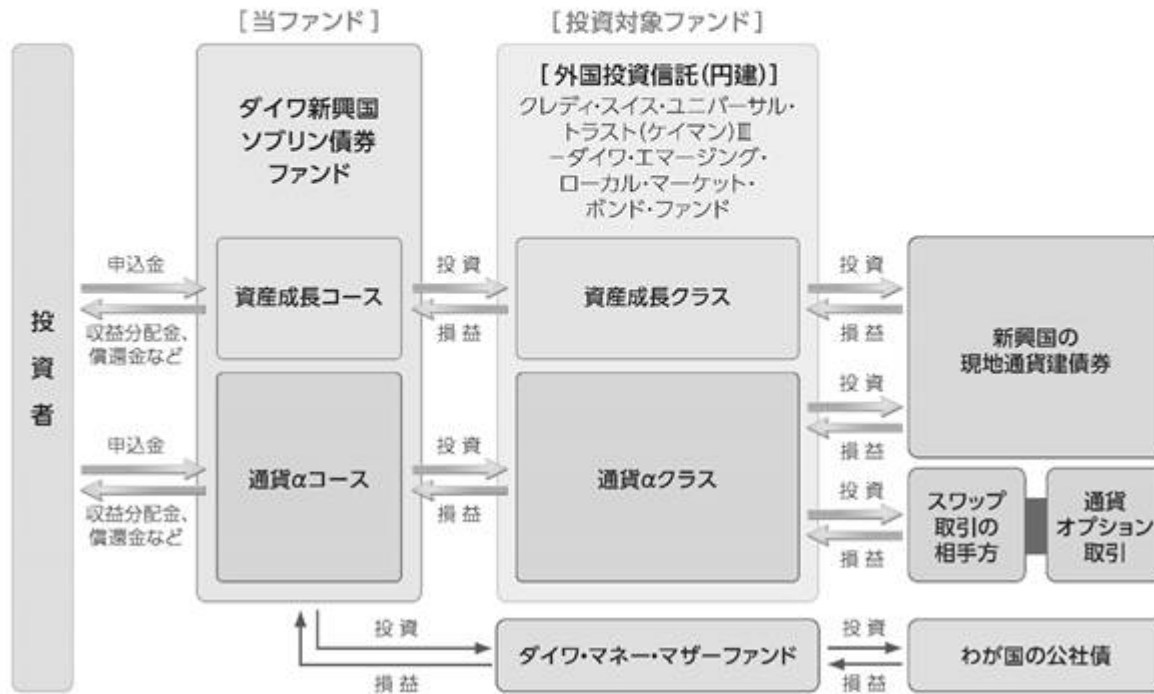 [当ファンド]
[投資対象ファンド]
投資者
ダイワ新興国
ソブリン債券
ファンド
[外国投資信託(円建)]
クレディ・スイス・ユニバーサル・
トラスト(ケイマン)Ⅲ
－ダイワ・エマージング・
ローカル・マーケット・
ボンド・ファンド
申込金
収益分配金、
償還金など
資産成長コース
投資
損益
資産成長クラス
投資
損益
新興国の
現地通貨建債券
申込金
収益分配金、
償還金など
通貨αコース
投資
損益
通貨αクラス
投資
損益
投資
損益
スワップ
取引の
相手方
通貨
オプション
取引
投資
損益
ダイワ・マネー・マザーファンド
投資
損益
わが国の公社債